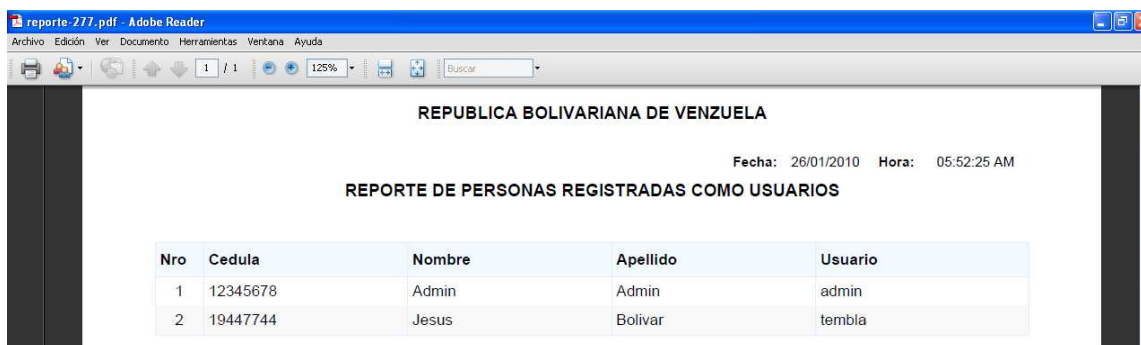 reporte-277.pdf - Adobe Reader
Archivo Edición Ver Documento Herramientas Ventana Ayuda
1 / 1 125% Buscar
REPUBLICA BOLIVARIANA DE VENZUELA
Fecha: 26/01/2010 Hora: 05:52:25 AM
REPORTE DE PERSONAS REGISTRADAS COMO USUARIOS
Nro Cedula Nombre Apellido Usuario
1 12345678 Admin Admin admin
2 19447744 Jesus Bolivar tembla